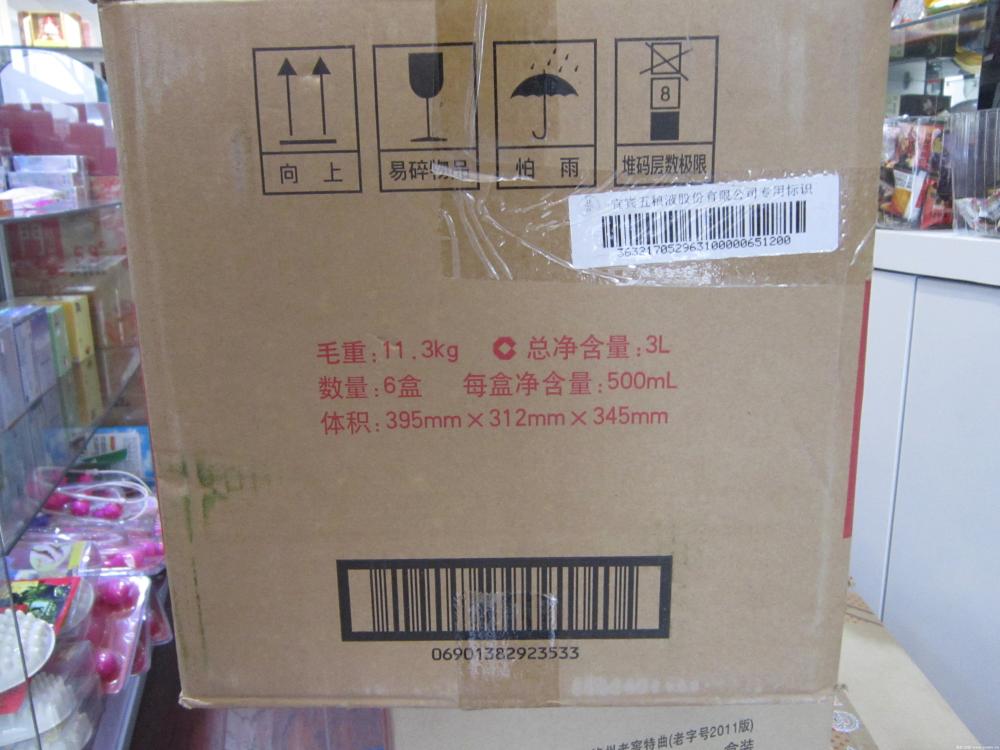 向上
易碎物品
怕雨
8
堆码层数极限
宜宾五粮液股份有限公司专用标识
3632170529631000000651200
毛重:11.3kg 总净含量:3L
数量:6盒 每盒净含量:500mL
体积:395mm×312mm×345mm
06901382923533
老窖特曲(老字号2011版)
盒装